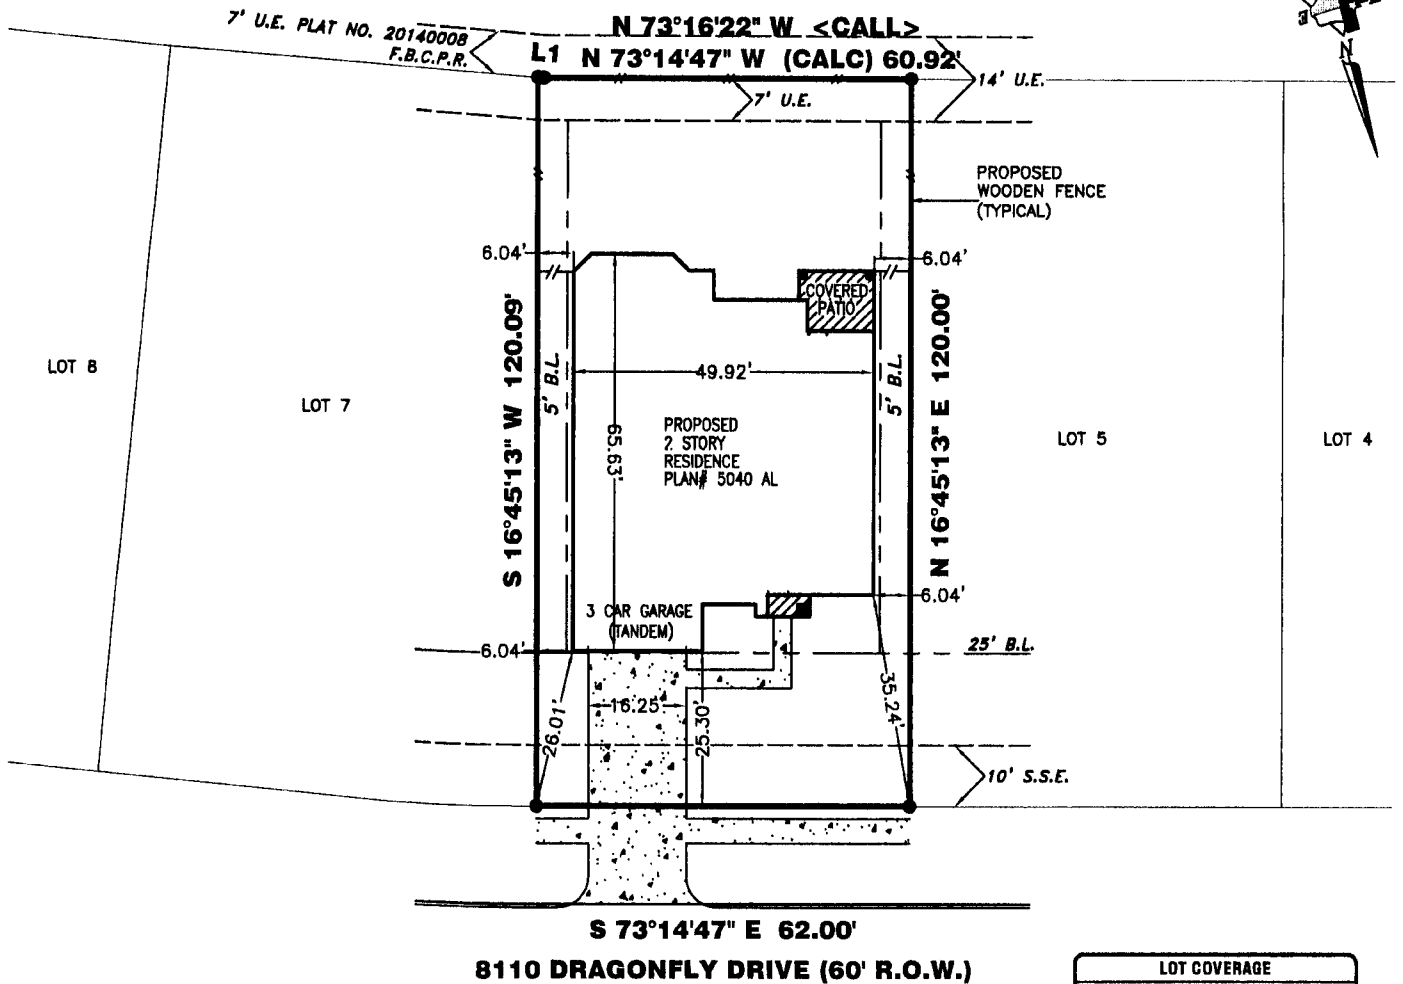 7' U.E. PLAT NO. 20140008
F.B.C.P.R.
N 73°16'22" W <CALL>
L1 N 73°14'47" W (CALC) 60.92'
14' U.E.
7' U.E.
N
PROPOSED
WOODEN FENCE
(TYPICAL)
6.04'
6.04'
COVERED
PATIO
S 16°45'13" W 120.09'
N 16°45'13" E 120.00'
5' B.L.
5' B.L.
49.92'
65.63'
LOT 8
LOT 7
LOT 5
LOT 4
PROPOSED
2 STORY
RESIDENCE
PLAN# 5040 AL
6.04'
3 CAR GARAGE
(TANDEM)
6.04'
25' B.L.
26.01'
16.25
25.30'
35.24'
10' S.S.E.
S 73°14'47" E 62.00'
8110 DRAGONFLY DRIVE (60' R.O.W.)
LOT COVERAGE